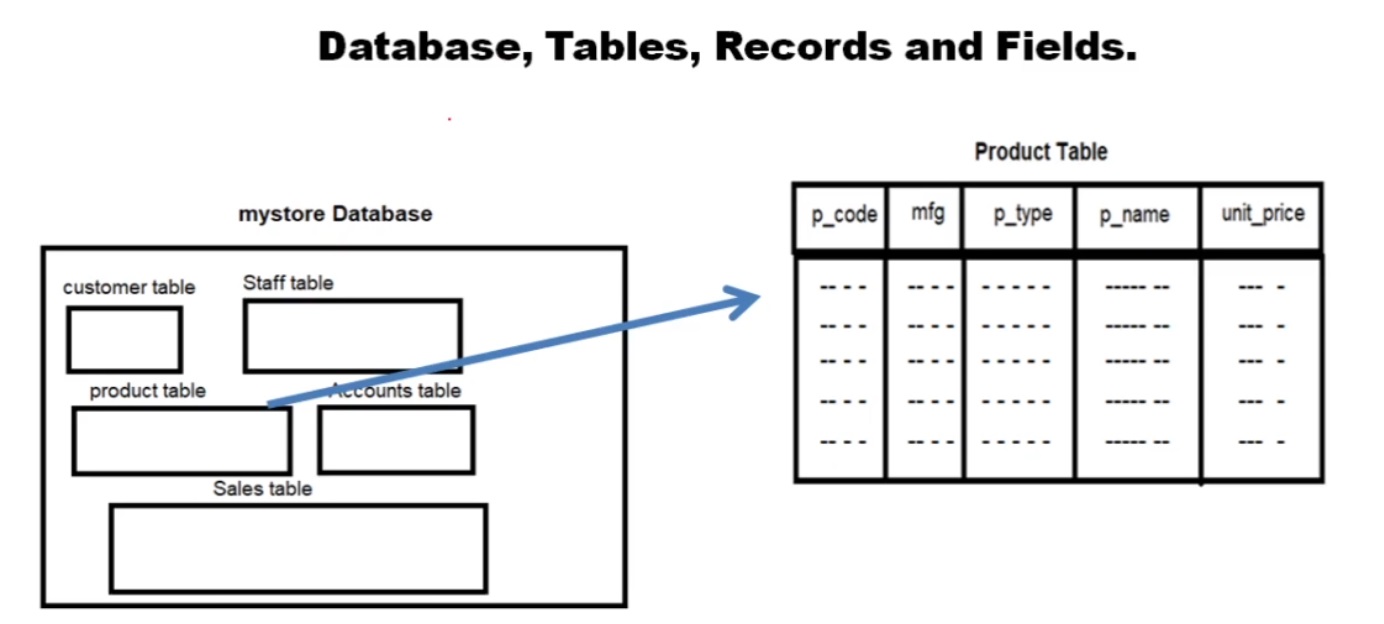 Database, Tables, Records and Fields.
mystore Database
customer table
Staff table
product table
Accounts table
Sales table
Product Table
p_code mfg p_type p_name unit_price
-- - - -- - - - - - - - ----- -- --- -
-- - - -- - - - - - - - ----- -- --- -
-- - - -- - - - - - - - ----- -- --- -
-- - - -- - - - - - - - ----- -- --- -
-- - - -- - - - - - - - ----- -- --- -